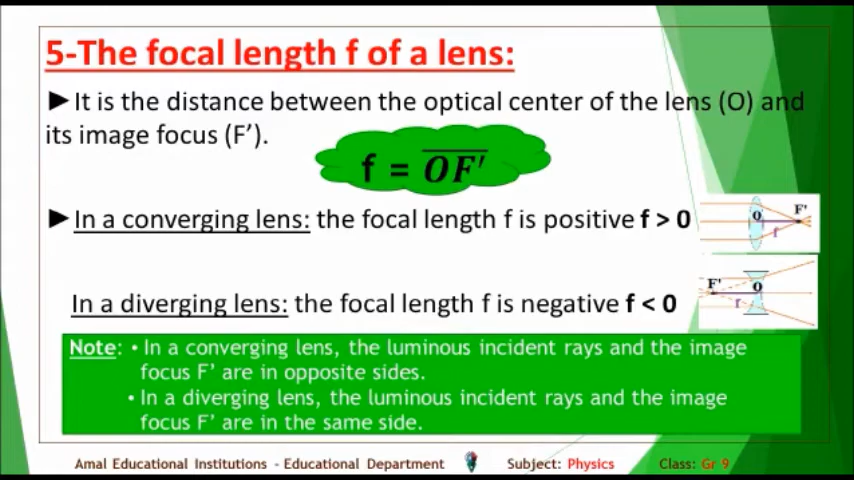 5-The focal length f of a lens:
►It is the distance between the optical center of the lens (O) and
its image focus (F’).
f = OF'
►In a converging lens: the focal length f is positive f > 0
O F' f
In a diverging lens: the focal length f is negative f < 0
F' O f
Note: • In a converging lens, the luminous incident rays and the image
focus F’ are in opposite sides.
• In a diverging lens, the luminous incident rays and the image
focus F’ are in the same side.
Amal Educational Institutions - Educational Department Subject: Physics Class: Gr 9